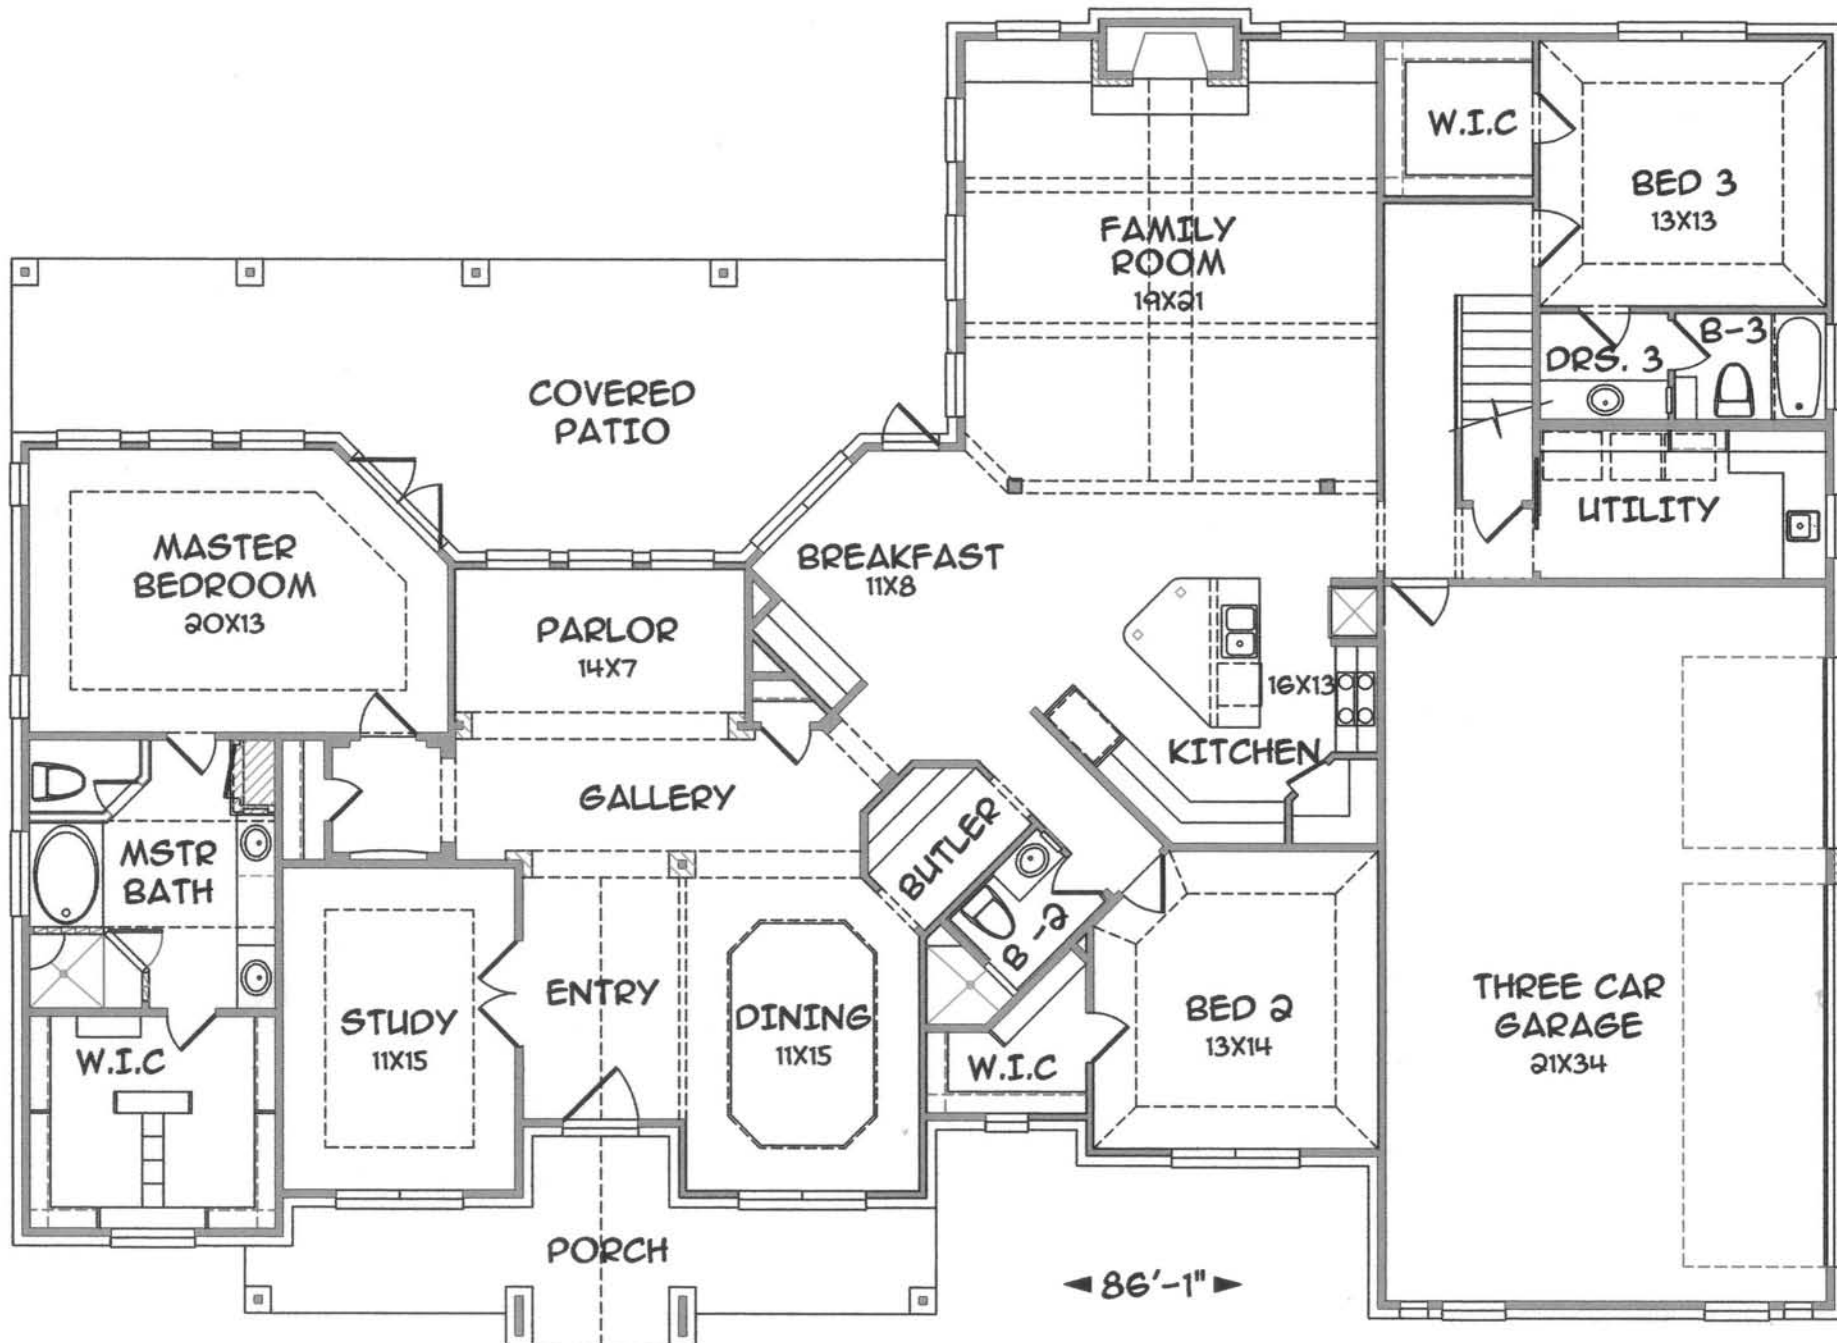 W.I.C
BED 3
13X13
FAMILY
ROOM
19X21
B-3
DRS. 3
COVERED
PATIO
UTILITY
MASTER
BEDROOM
20X13
BREAKFAST
11X8
PARLOR
14X7
16X13
KITCHEN
GALLERY
BUTLER
MSTR
BATH
B-2
ENTRY
STUDY
11X15
DINING
11X15
BED 2
13X14
THREE CAR
GARAGE
21X34
W.I.C
W.I.C
PORCH
86'-1"